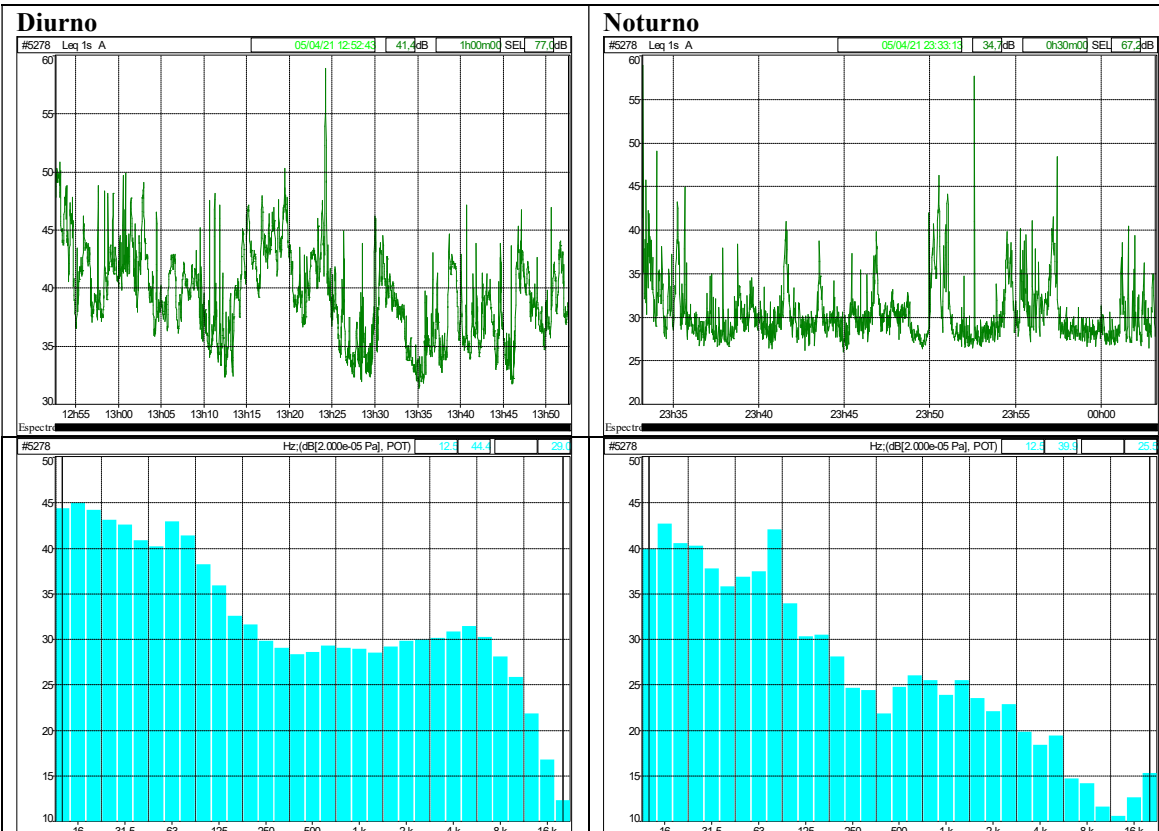 Diurno
#5278 Leq 1s A 05/04/21 12:52:43 41,4dB 1h00m00 SEL 77,0dB
60
55
50
45
40
35
30
12h55 13h00 13h05 13h10 13h15 13h20 13h25 13h30 13h35 13h40 13h45 13h50
Espectro
#5278 Hz;(dB[2.000e-05 Pa], POT) 12.5 44.4 29.0
50
45
40
35
30
25
20
15
10
16 31.5 63 125 250 500 1 k 2 k 4 k 8 k 16 k
Noturno
#5278 Leq 1s A 05/04/21 23:33:13 34,7dB 0h30m00 SEL 67,2dB
60
55
50
45
40
35
30
25
20
23h35 23h40 23h45 23h50 23h55 00h00
Espectro
#5278 Hz;(dB[2.000e-05 Pa], POT) 12.5 39.9 25.5
50
45
40
35
30
25
20
15
10
16 31.5 63 125 250 500 1 k 2 k 4 k 8 k 16 k